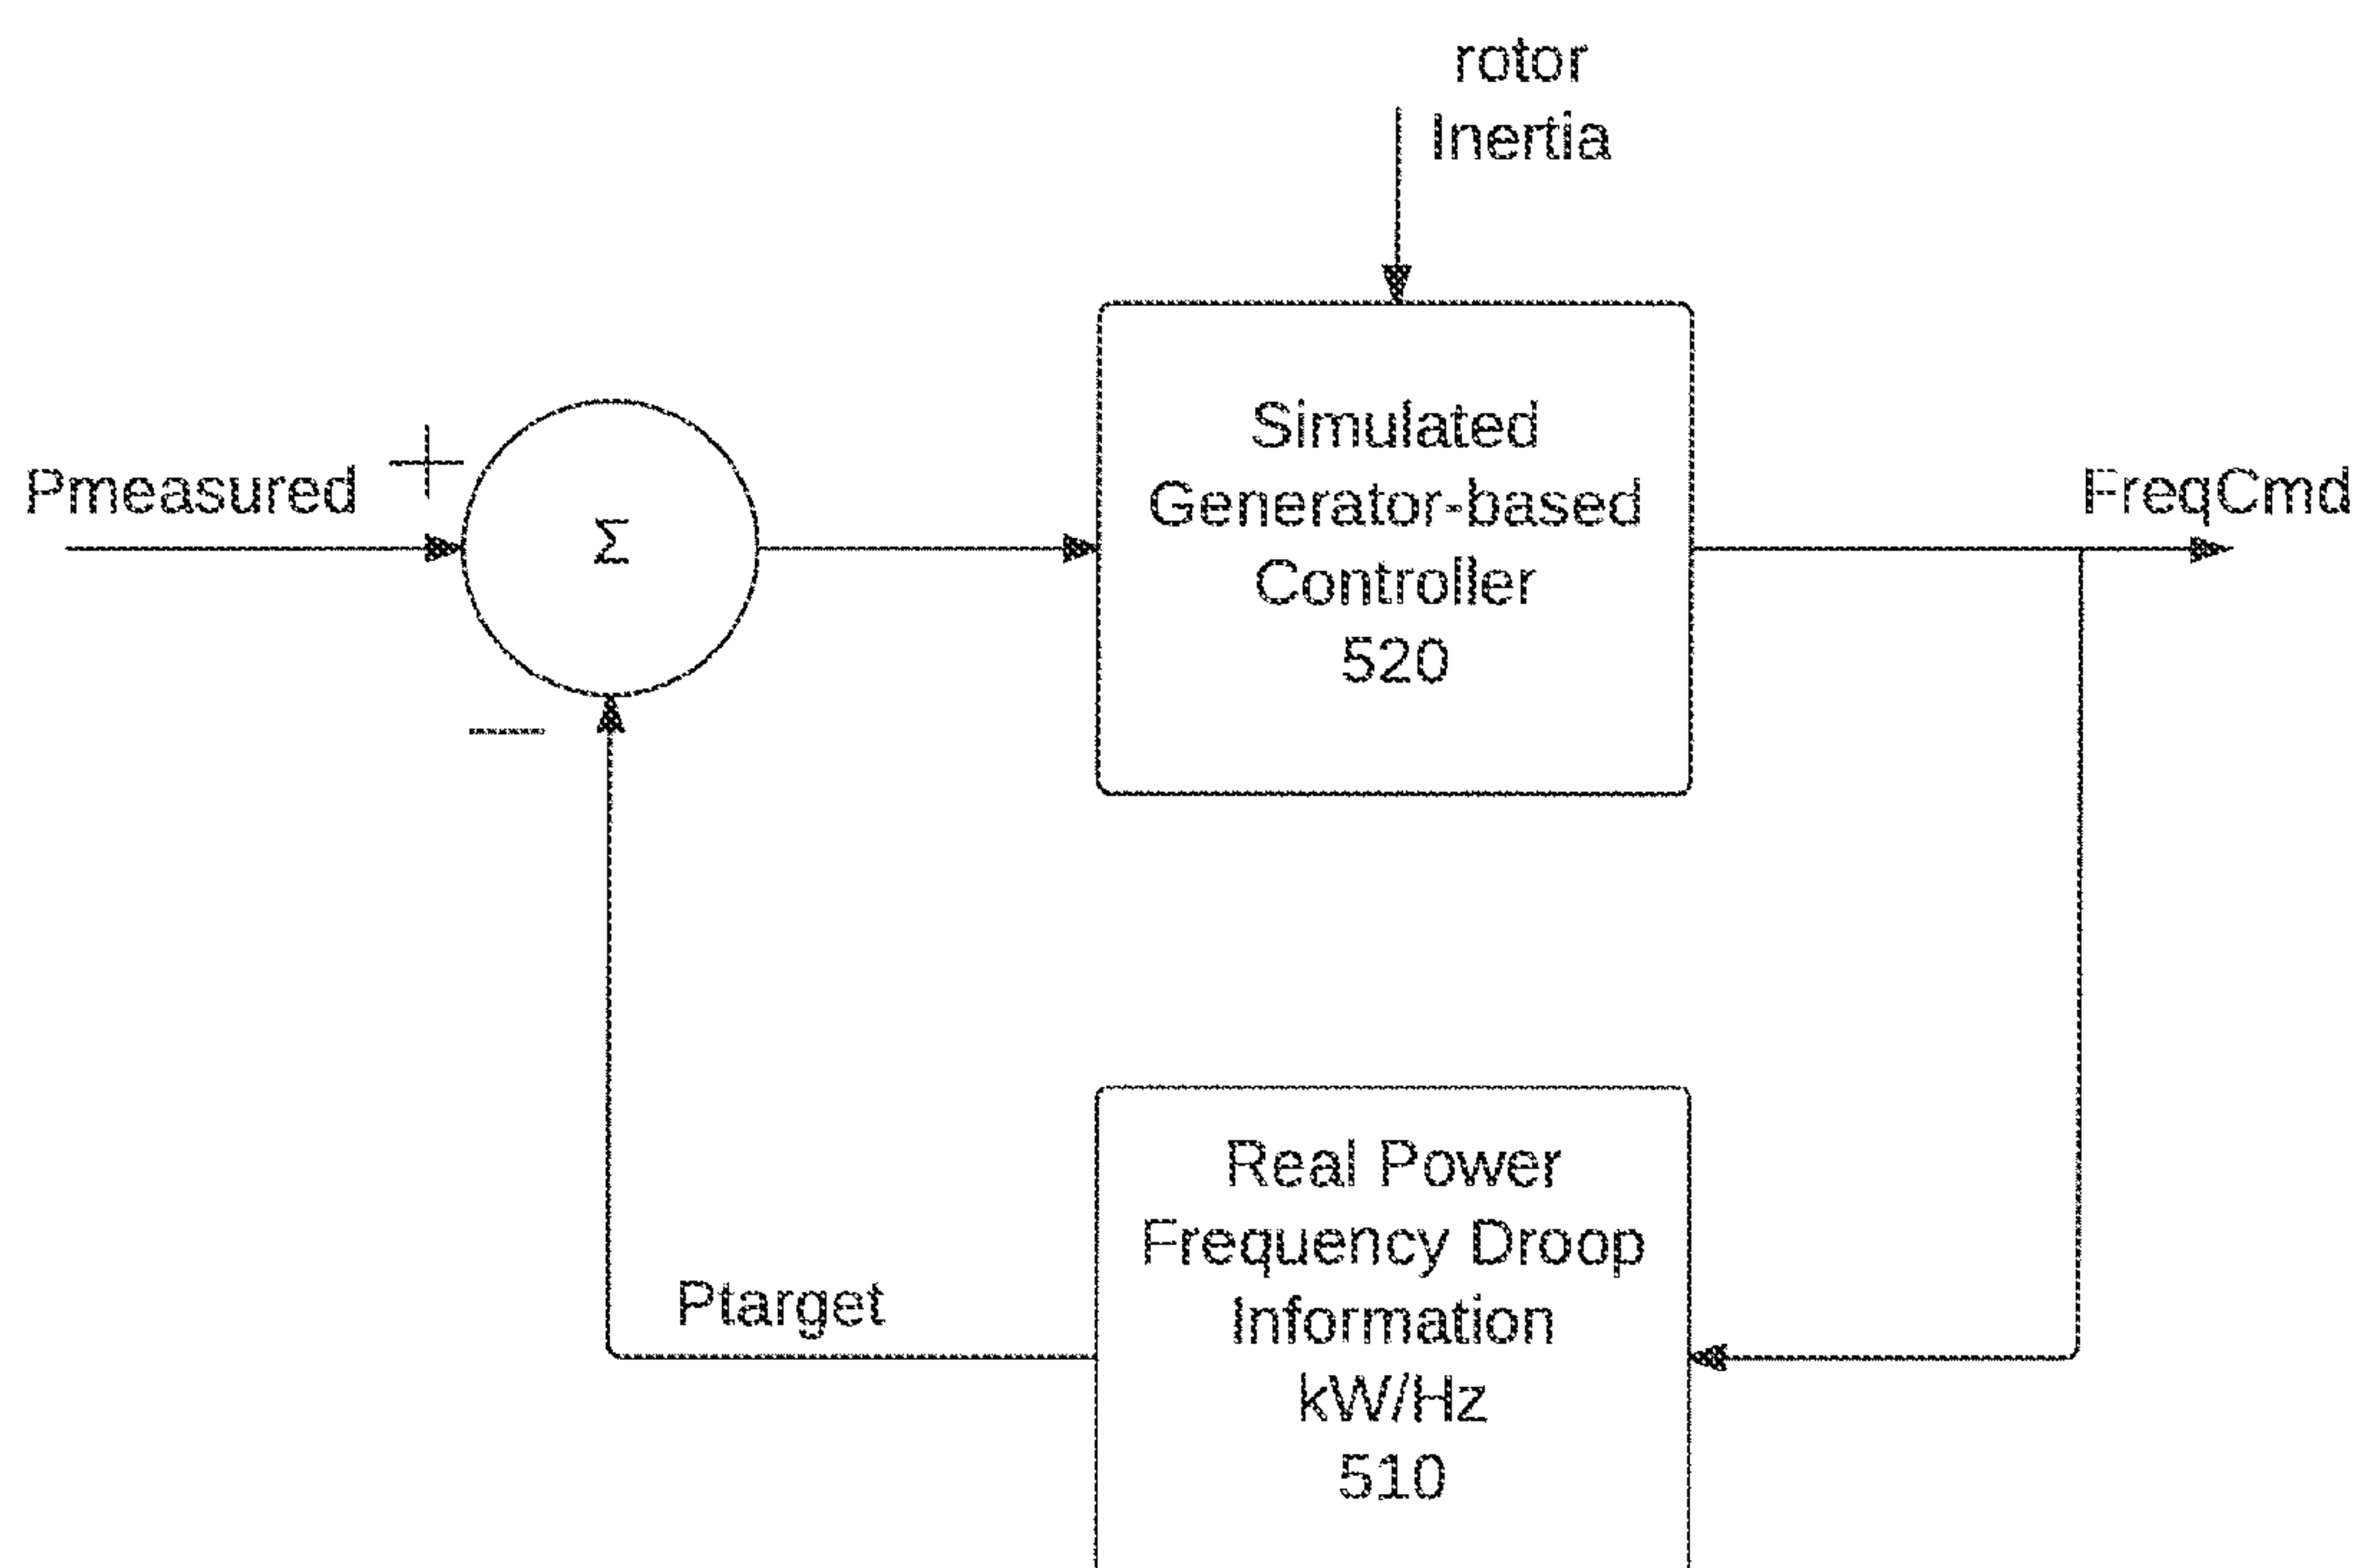 rotor
Inertia
Pmeasured
+
Σ
Simulated
Generator-based
Controller
520
FreqCmd
—
Real Power
Frequency Droop
Information
kW/Hz
510
Ptarget